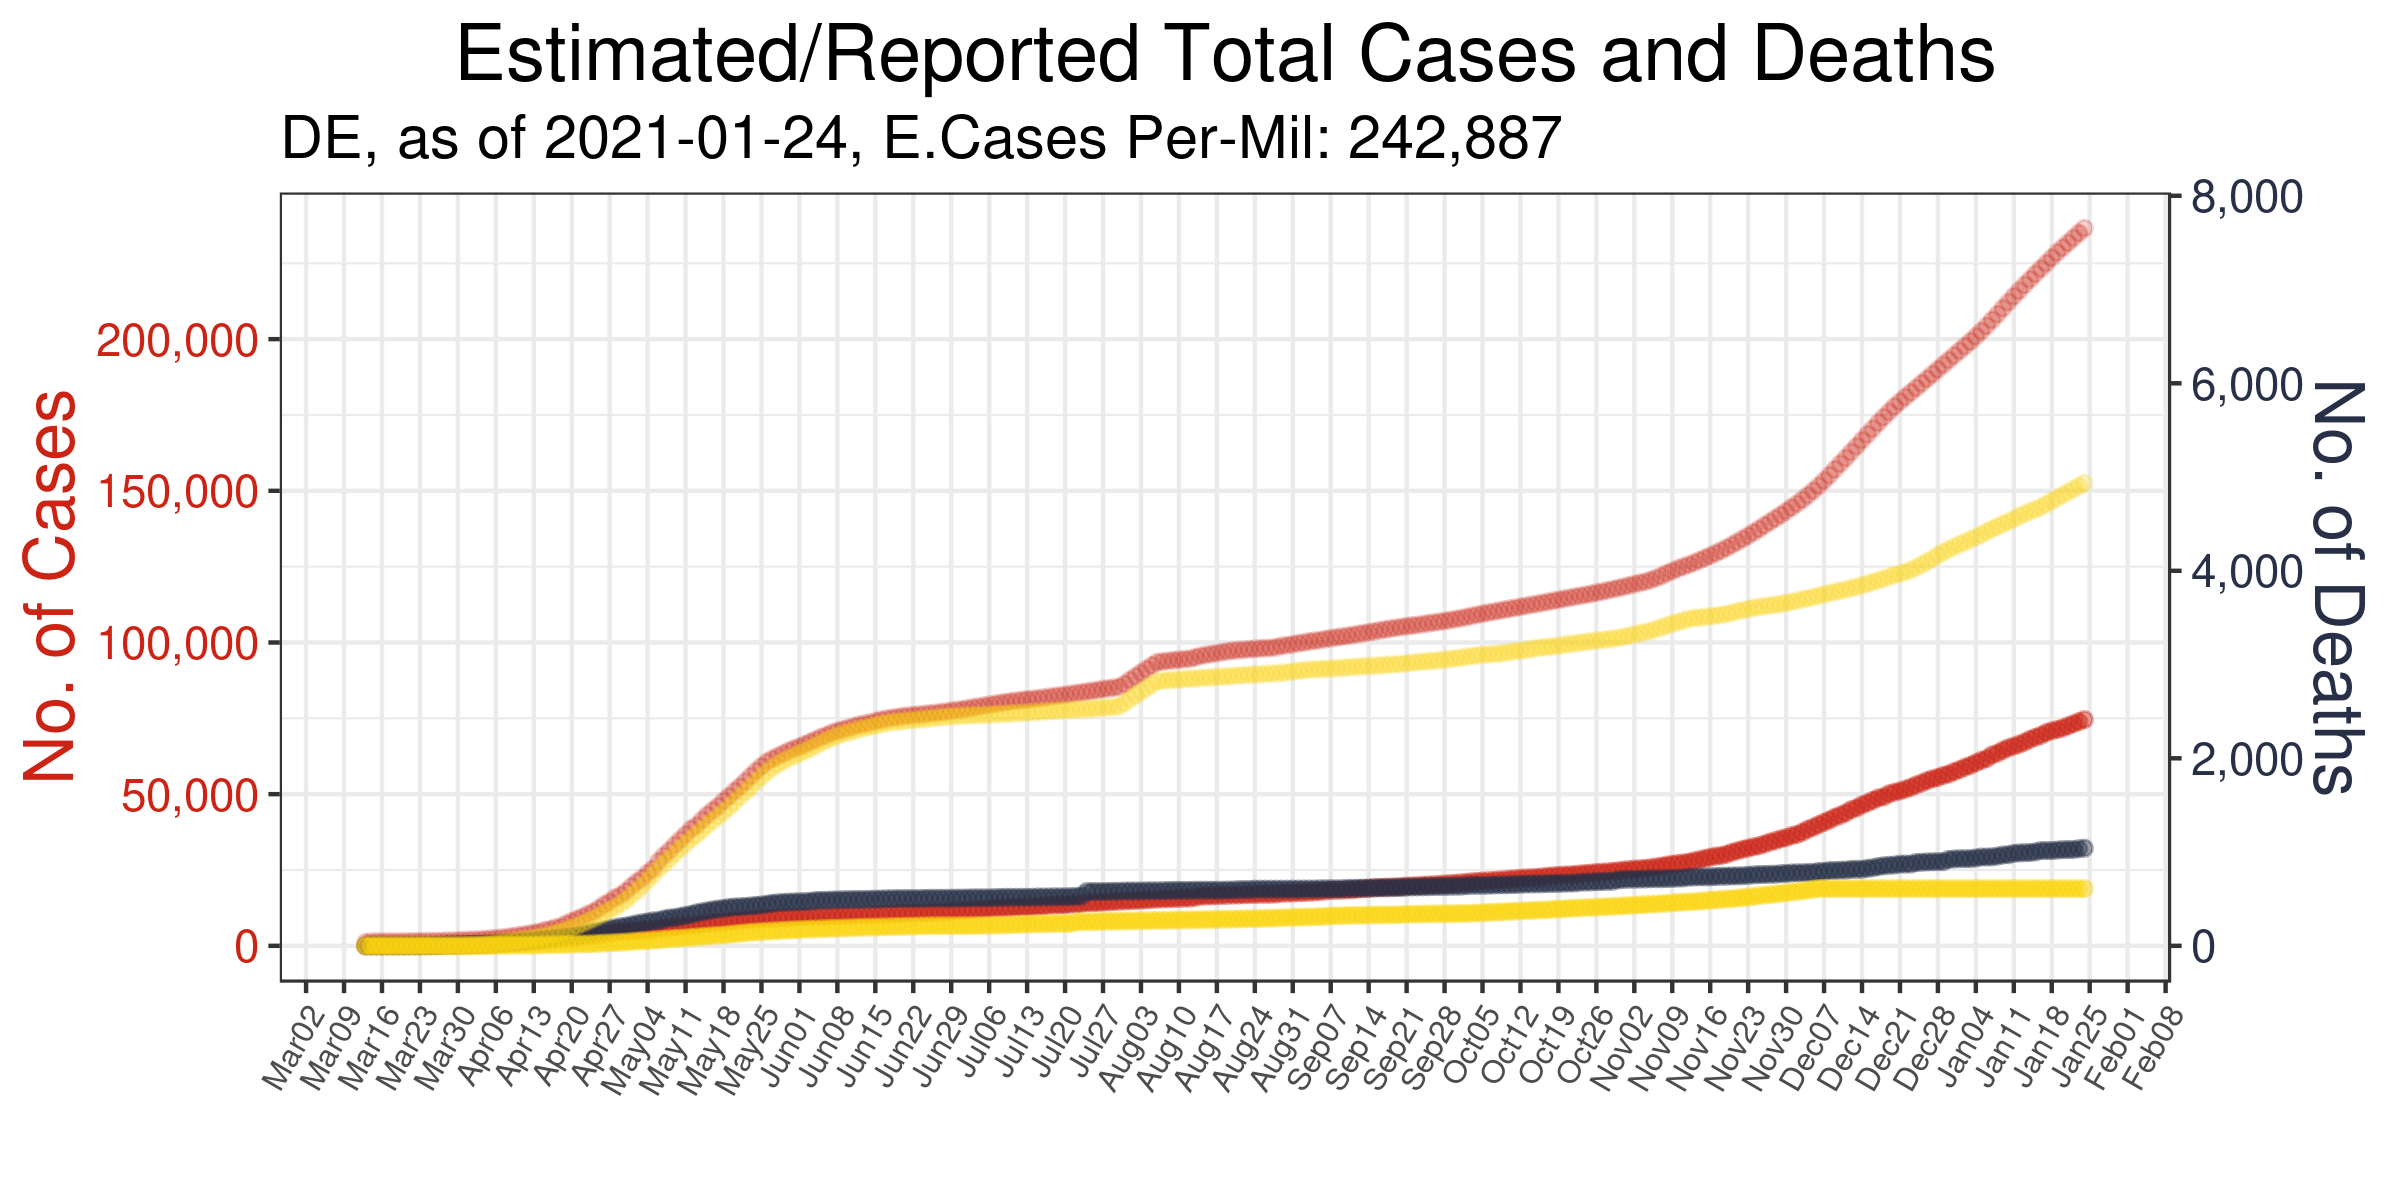 Estimated/Reported Total Cases and Deaths
DE, as of 2021-01-24, E.Cases Per-Mil: 242,887
No. of Cases
200,000
150,000
100,000
50,000
0
8,000
6,000
4,000
2,000
0
No. of Deaths
Mar02
Mar09
Mar16
Mar23
Mar30
Apr06
Apr13
Apr20
Apr27
May04
May11
May18
May25
Jun01
Jun08
Jun15
Jun22
Jun29
Jul06
Jul13
Jul20
Jul27
Aug03
Aug10
Aug17
Aug24
Aug31
Sep07
Sep14
Sep21
Sep28
Oct05
Oct12
Oct19
Oct26
Nov02
Nov09
Nov16
Nov23
Nov30
Dec07
Dec14
Dec21
Dec28
Jan04
Jan11
Jan18
Jan25
Feb01
Feb08